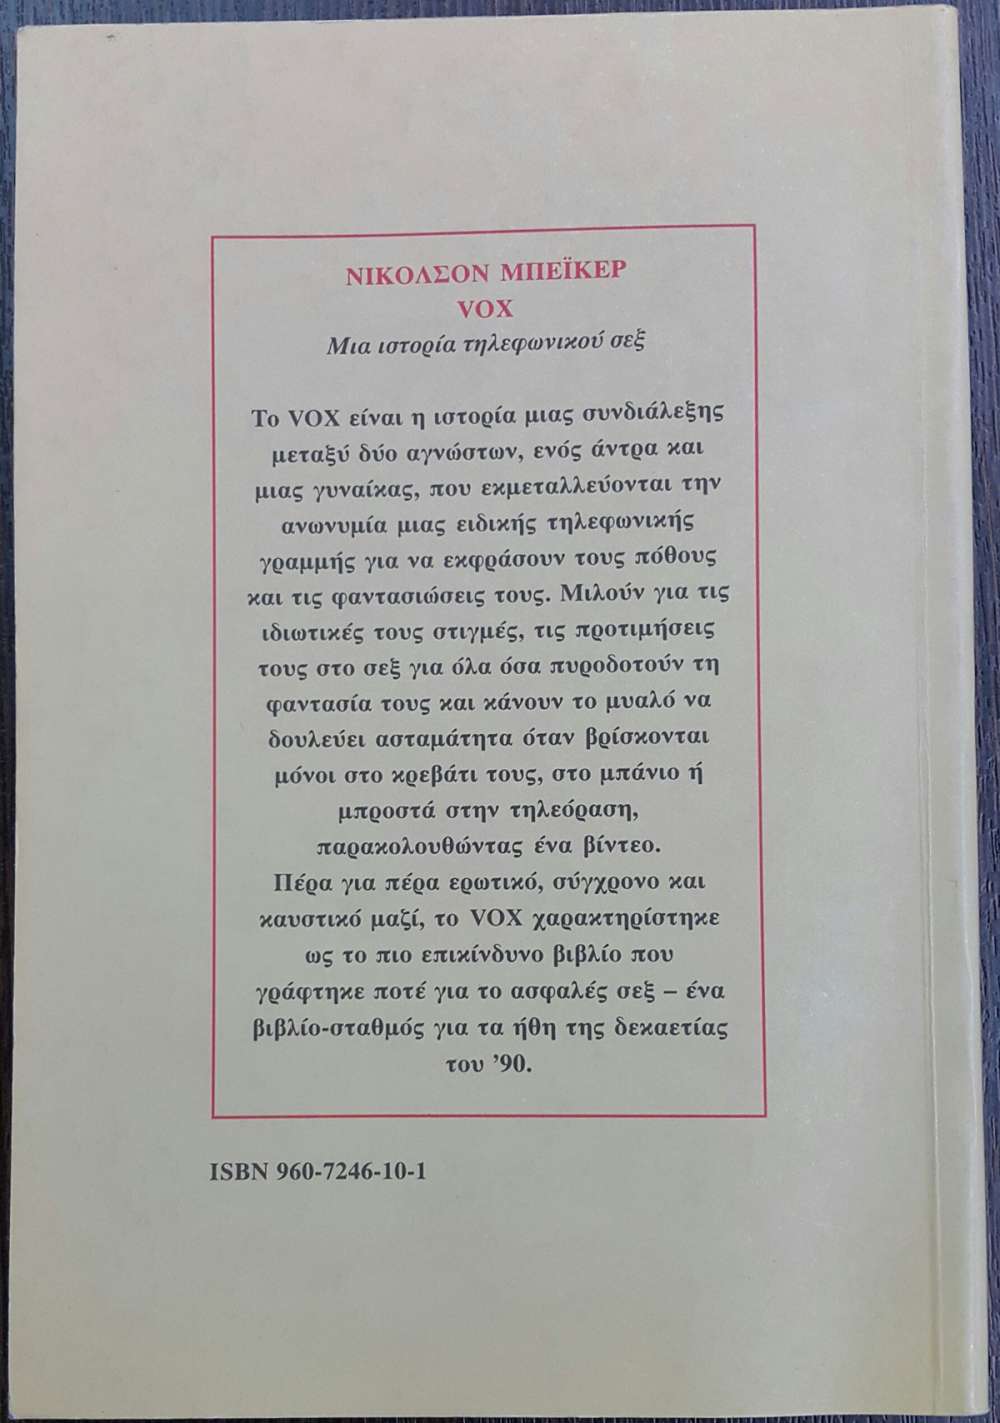 ΝΙΚΟΛΣΟΝ ΜΠΕΪΚΕΡ
VOX
Μια ιστορία τηλεφωνικού σεξ
Το VOX είναι η ιστορία μιας συνδιάλεξης
μεταξύ δύο αγνώστων, ενός άντρα και
μιας γυναίκας, που εκμεταλλεύονται την
ανωνυμία μιας ειδικής τηλεφωνικής
γραμμής για να εκφράσουν τους πόθους
και τις φαντασιώσεις τους. Μιλούν για τις
ιδιωτικές τους στιγμές, τις προτιμήσεις
τους στο σεξ για όλα όσα πυροδοτούν τη
φαντασία τους και κάνουν το μυαλό να
δουλεύει ασταμάτητα όταν βρίσκονται
μόνοι στο κρεβάτι τους, στο μπάνιο ή
μπροστά στην τηλεόραση,
παρακολουθώντας ένα βίντεο.
Πέρα για πέρα ερωτικό, σύγχρονο και
καυστικό μαζί, το VOX χαρακτηρίστηκε
ως το πιο επικίνδυνο βιβλίο που
γράφτηκε ποτέ για το ασφαλές σεξ – ένα
βιβλίο-σταθμός για τα ήθη της δεκαετίας
του ’90.
ISBN 960-7246-10-1